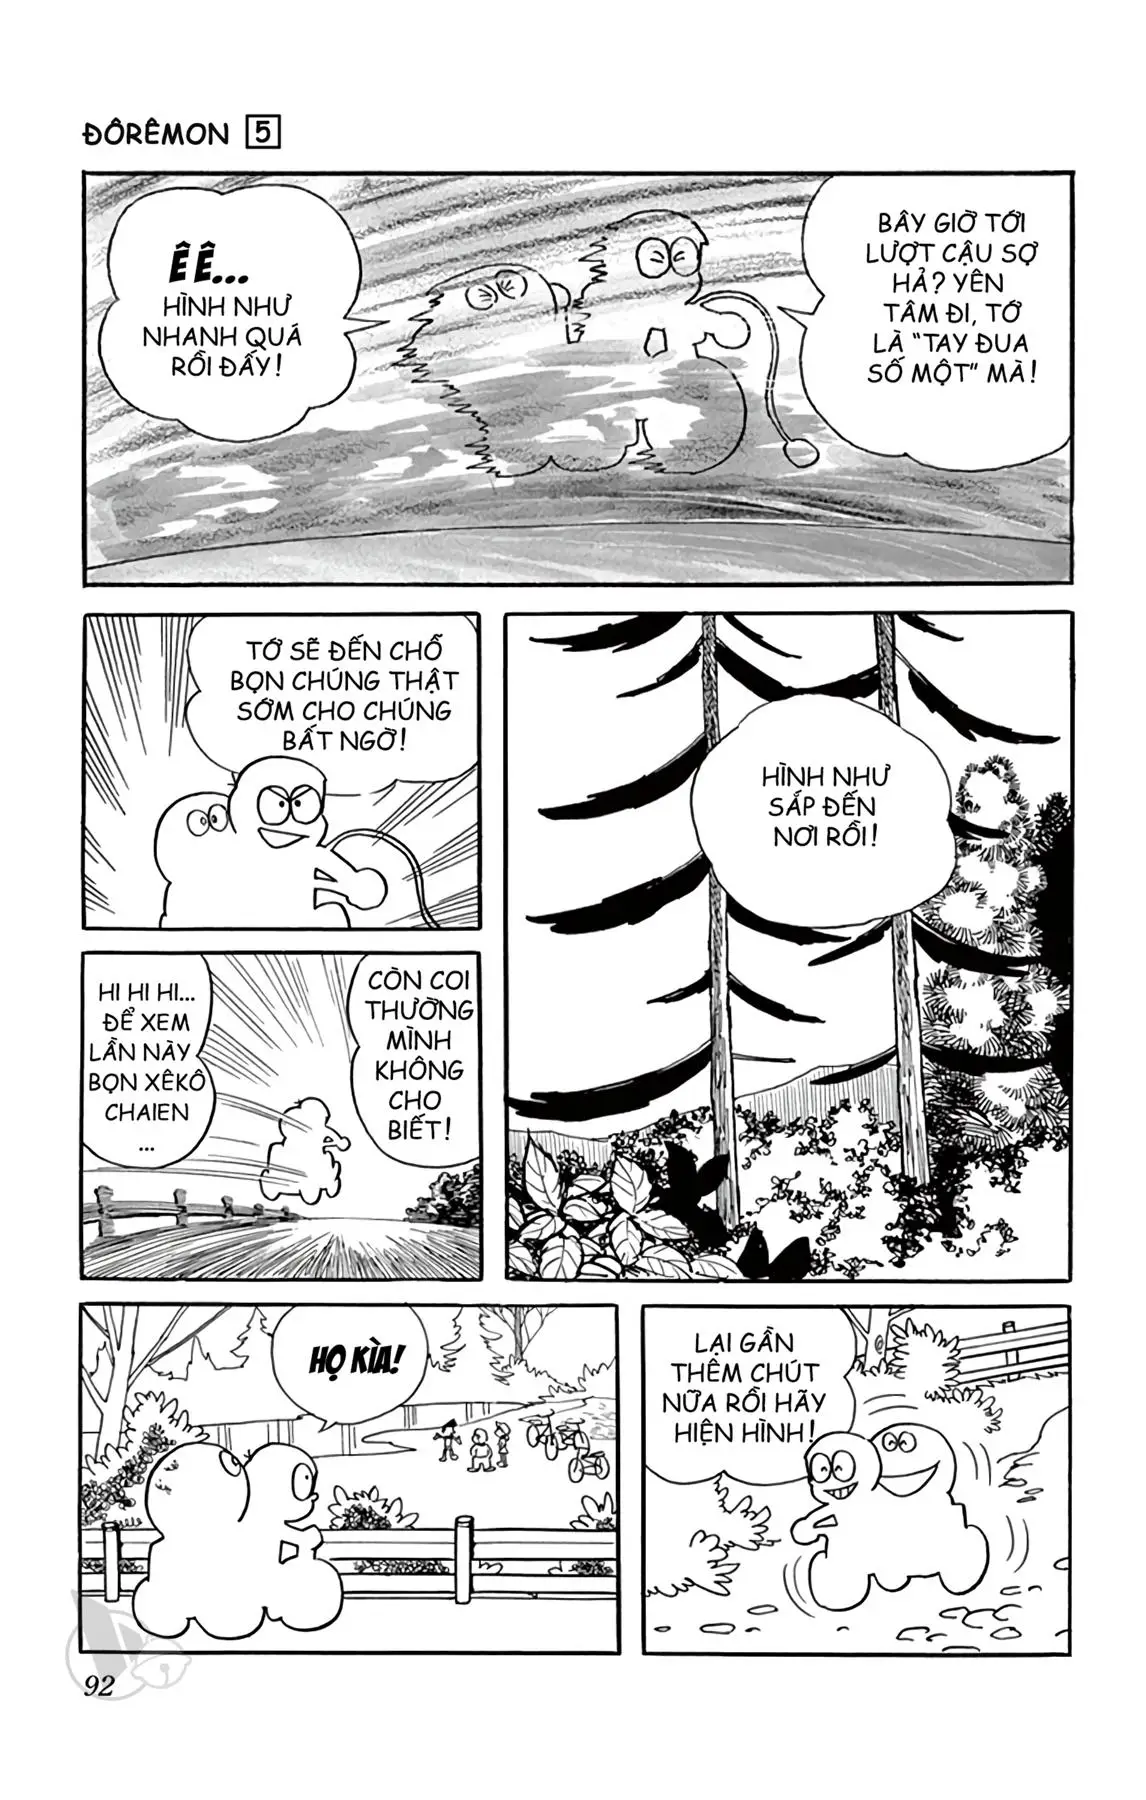 ĐÔRÊMON 5
Ê Ê...
HÌNH NHƯ
NHANH QUÁ
RỒI ĐẤY!
BÂY GIỜ TỚI
LƯỢT CẬU SỢ
HẢ? YÊN
TÂM ĐI, TỚ
LÀ "TAY ĐUA
SỐ MỘT" MÀ!
TỚ SẼ ĐẾN CHỖ
BỌN CHÚNG THẬT
SỚM CHO CHÚNG
BẤT NGỜ!
HÌNH NHƯ
SẮP ĐẾN
NƠI RỒI!
HI HI HI...
ĐỂ XEM
LẦN NÀY
BỌN XÊKÔ
CHAIEN
...
CÒN COI
THƯỜNG
MÌNH
KHÔNG
CHO
BIẾT!
HỌ KÌA!
LẠI GẦN
THÊM CHÚT
NỮA RỒI HÃY
HIỆN HÌNH!
92